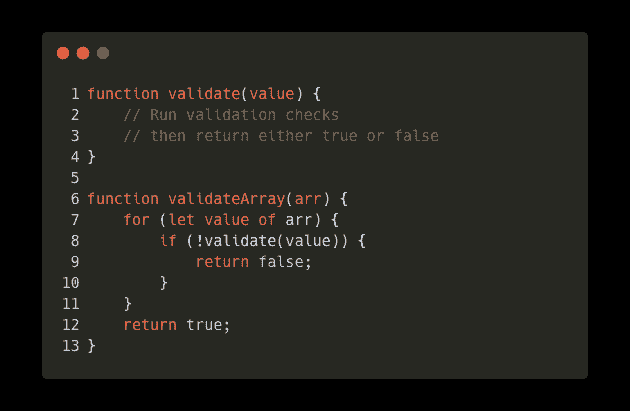 1 function validate(value) {
2     // Run validation checks
3     // then return either true or false
4 }
5
6 function validateArray(arr) {
7     for (let value of arr) {
8         if (!validate(value)) {
9             return false;
10         }
11     }
12     return true;
13 }